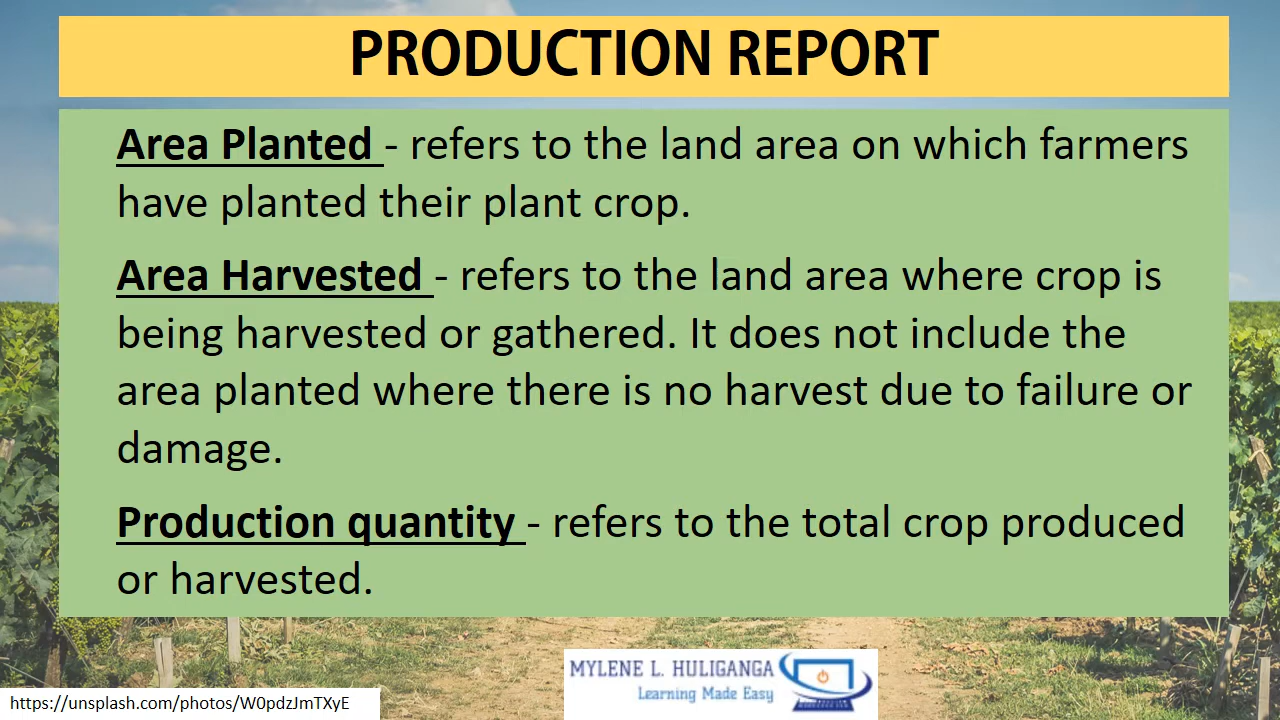 PRODUCTION REPORT
Area Planted - refers to the land area on which farmers
have planted their plant crop.
Area Harvested - refers to the land area where crop is
being harvested or gathered. It does not include the
area planted where there is no harvest due to failure or
damage.
Production quantity - refers to the total crop produced
or harvested.
MYLENE L. HULIGANGA
Learning Made Easy
https://unsplash.com/photos/W0pdzJmTXyE